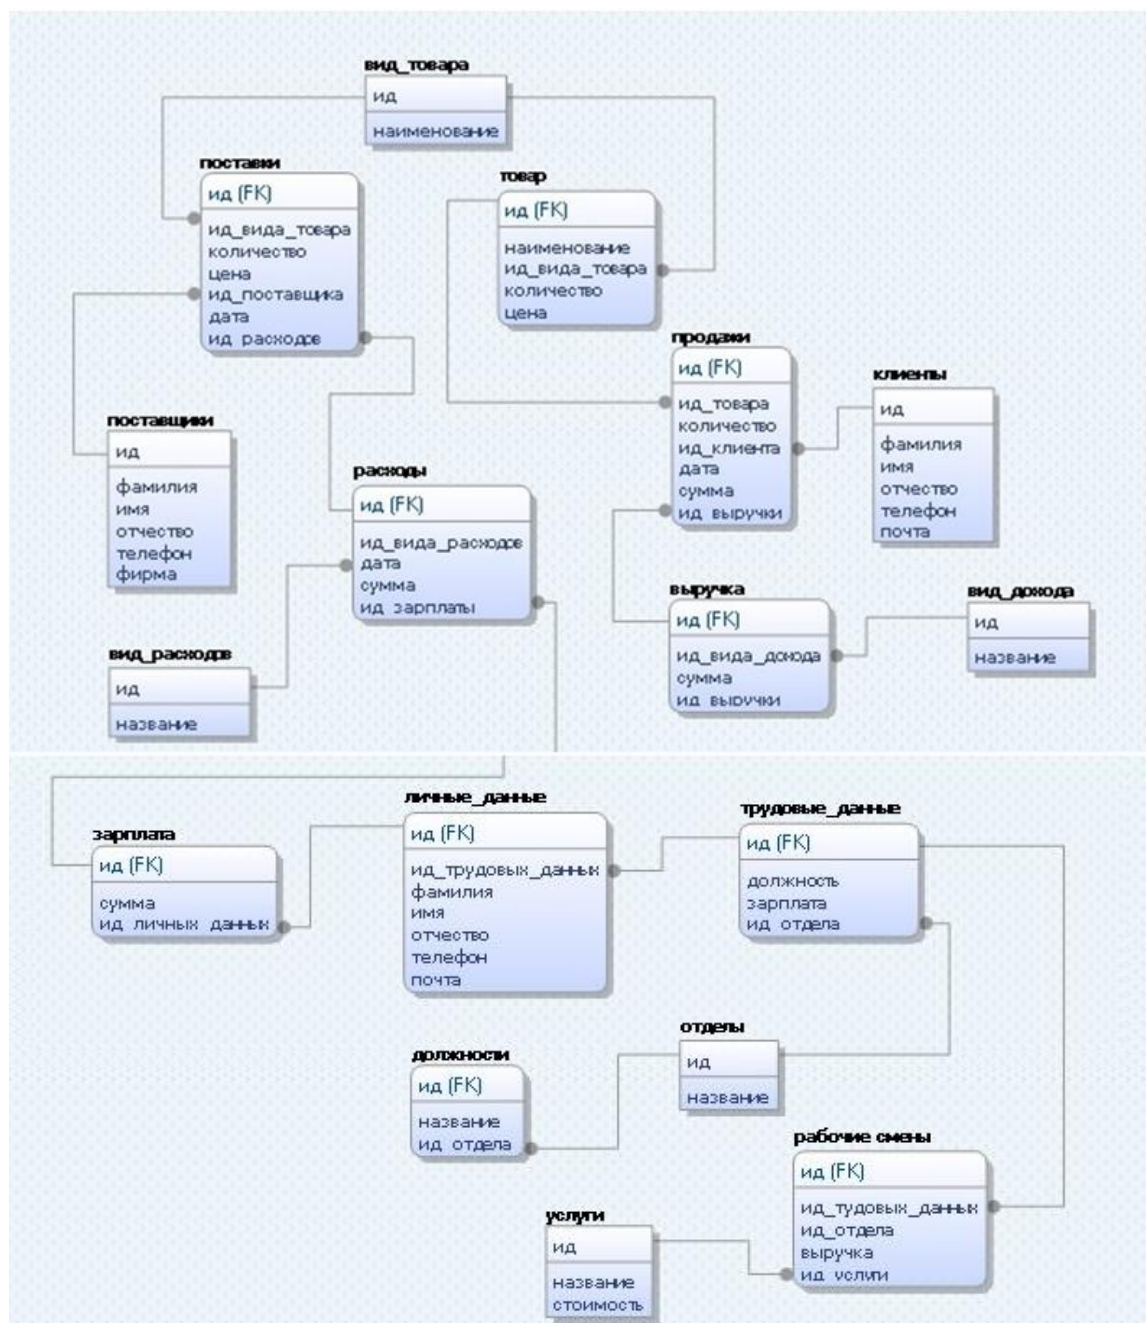 вид_товара
ид
наименование
поставки
ид (FK)
ид_вида_товара
количество
цена
ид_поставщика
дата
ид_расходов
товар
ид (FK)
наименование
ид_вида_товара
количество
цена
продажи
ид (FK)
ид_товара
количество
ид_клиента
дата
сумма
ид_выручки
клиенты
ид
фамилия
имя
отчество
телефон
почта
поставщики
ид
фамилия
имя
отчество
телефон
фирма
расходы
ид (FK)
ид_вида_расходов
дата
сумма
ид_зарплаты
выручка
ид (FK)
ид_вида_дохода
сумма
ид_выручки
вид_дохода
ид
название
вид_расходов
ид
название
зарплата
ид (FK)
сумма
ид_личных_данных
личные_данные
ид (FK)
ид_трудовых_данных
фамилия
имя
отчество
телефон
почта
трудовые_данные
ид (FK)
должность
зарплата
ид_отдела
должности
ид (FK)
название
ид_отдела
отделы
ид
название
рабочие смены
ид (FK)
ид_тудовых_данных
ид_отдела
выручка
ид_услуги
услуги
ид
название
стоимость